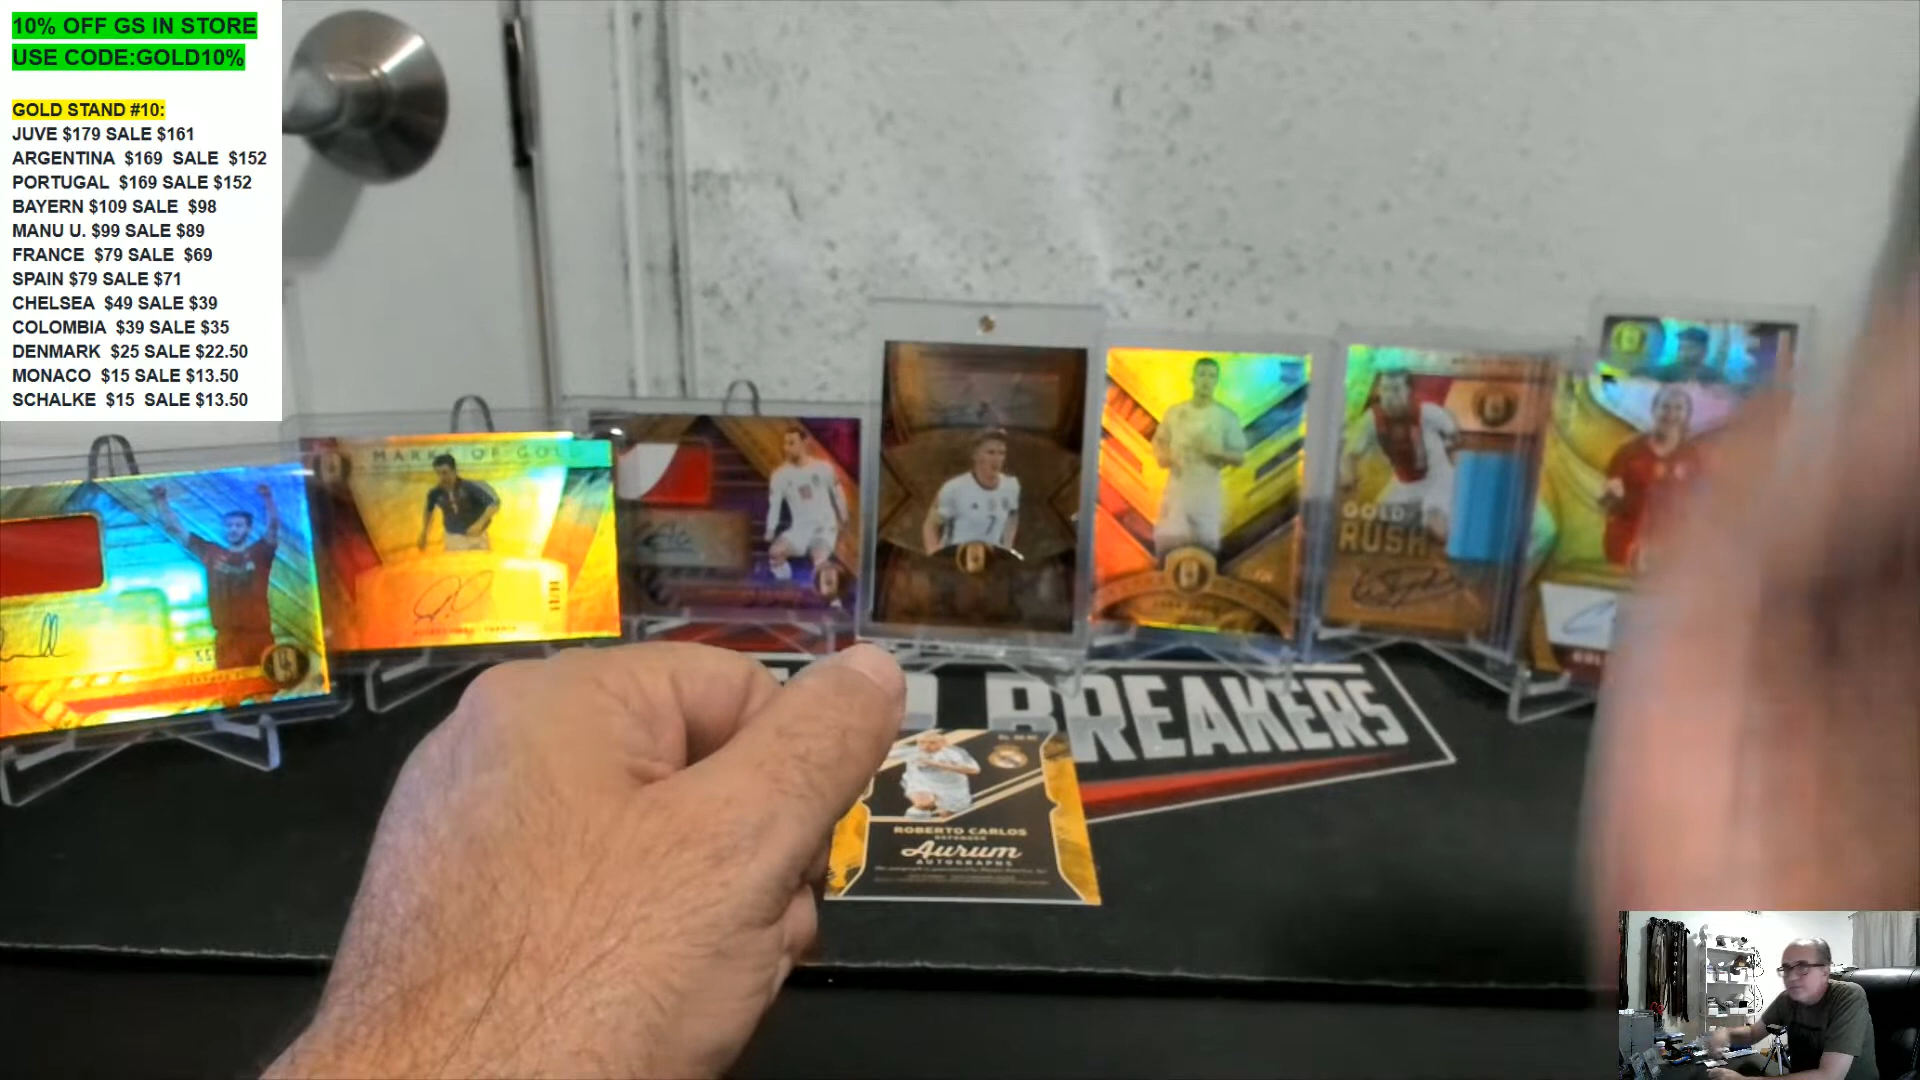 10% OFF GS IN STORE
USE CODE:GOLD10%
GOLD STAND #10:
JUVE $179 SALE $161
ARGENTINA $169 SALE $152
PORTUGAL $169 SALE $152
BAYERN $109 SALE $98
MANU U. $99 SALE $89
FRANCE $79 SALE $69
SPAIN $79 SALE $71
CHELSEA $49 SALE $39
COLOMBIA $39 SALE $35
DENMARK $25 SALE $22.50
MONACO $15 SALE $13.50
SCHALKE $15 SALE $13.50
MARKS OF GOLD
7
GOLD
RUSH
BREAKERS
ROBERTO CARLOS
DEFENDER
Aurum
AUTOGRAPHS